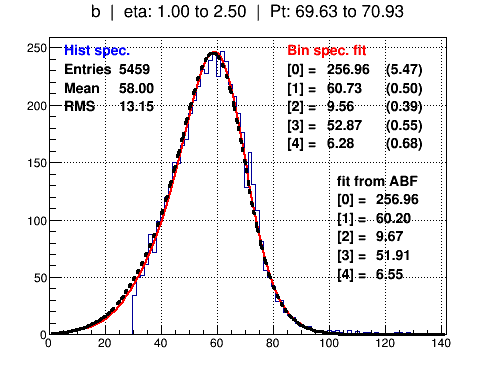 b | eta: 1.00 to 2.50 | Pt: 69.63 to 70.93
Hist spec.
Entries 5459
Mean 58.00
RMS 13.15
Bin spec. fit
[0] = 256.96 (5.47)
[1] = 60.73 (0.50)
[2] = 9.56 (0.39)
[3] = 52.87 (0.55)
[4] = 6.28 (0.68)
fit from ABF
[0] = 256.96
[1] = 60.20
[2] = 9.67
[3] = 51.91
[4] = 6.55
250
200
150
100
50
0
0 20 40 60 80 100 120 140